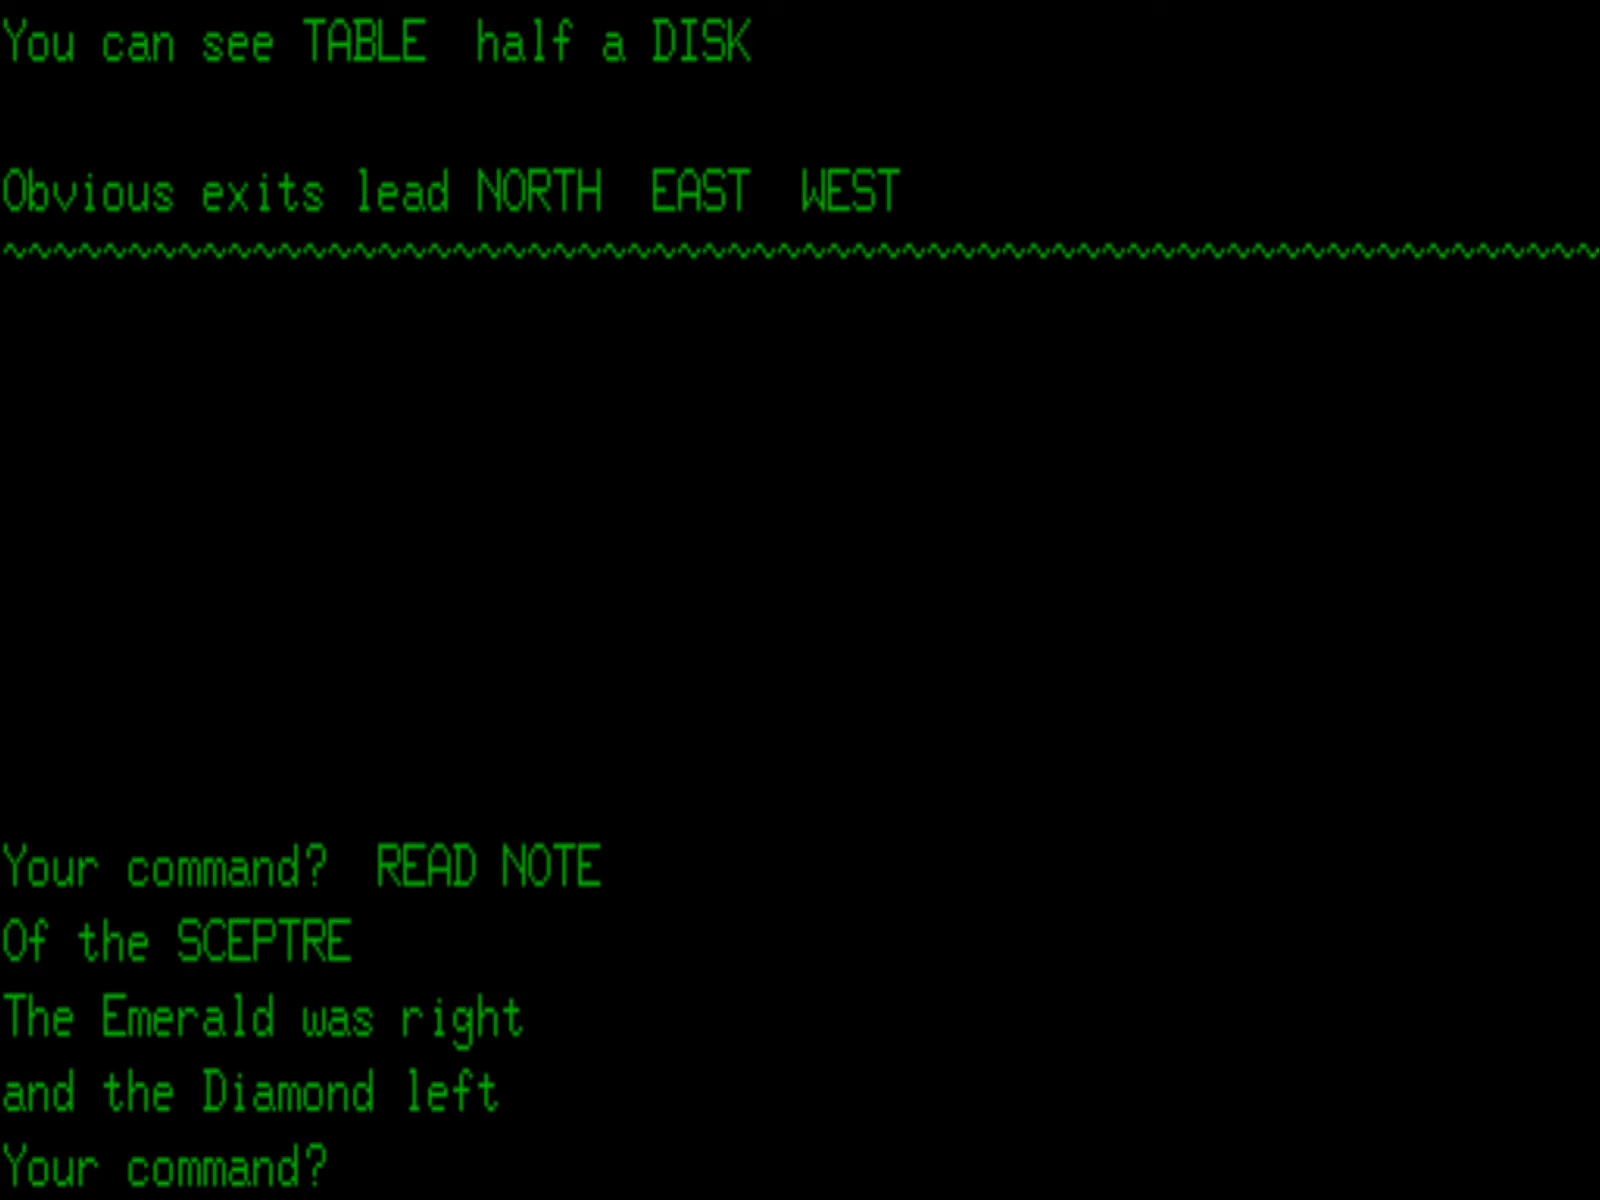 You can see TABLE  half a DISK
Obvious exits lead NORTH  EAST  WEST
Your command?  READ NOTE
Of the SCEPTRE
The Emerald was right
and the Diamond left
Your command?